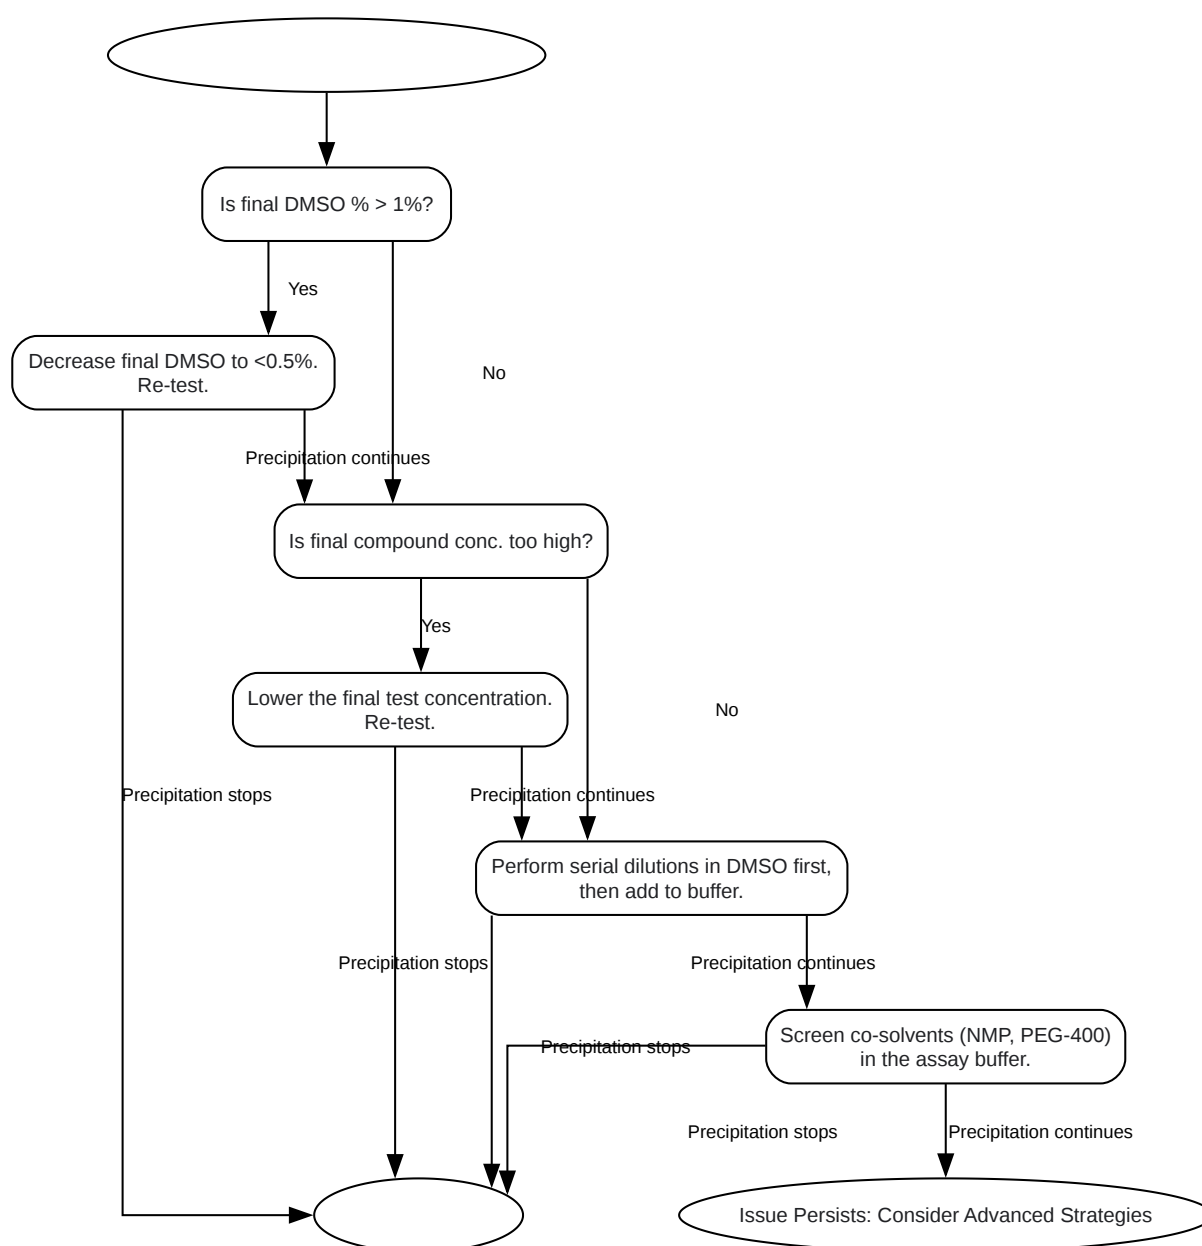 Is final DMSO % > 1%?
Yes
Decrease final DMSO to <0.5%.
Re-test.
No
Precipitation continues
Is final compound conc. too high?
Yes
Lower the final test concentration.
Re-test.
No
Precipitation stops
Precipitation continues
Perform serial dilutions in DMSO first,
then add to buffer.
Precipitation stops
Precipitation continues
Screen co-solvents (NMP, PEG-400)
in the assay buffer.
Precipitation stops
Precipitation stops
Precipitation continues
Issue Persists: Consider Advanced Strategies